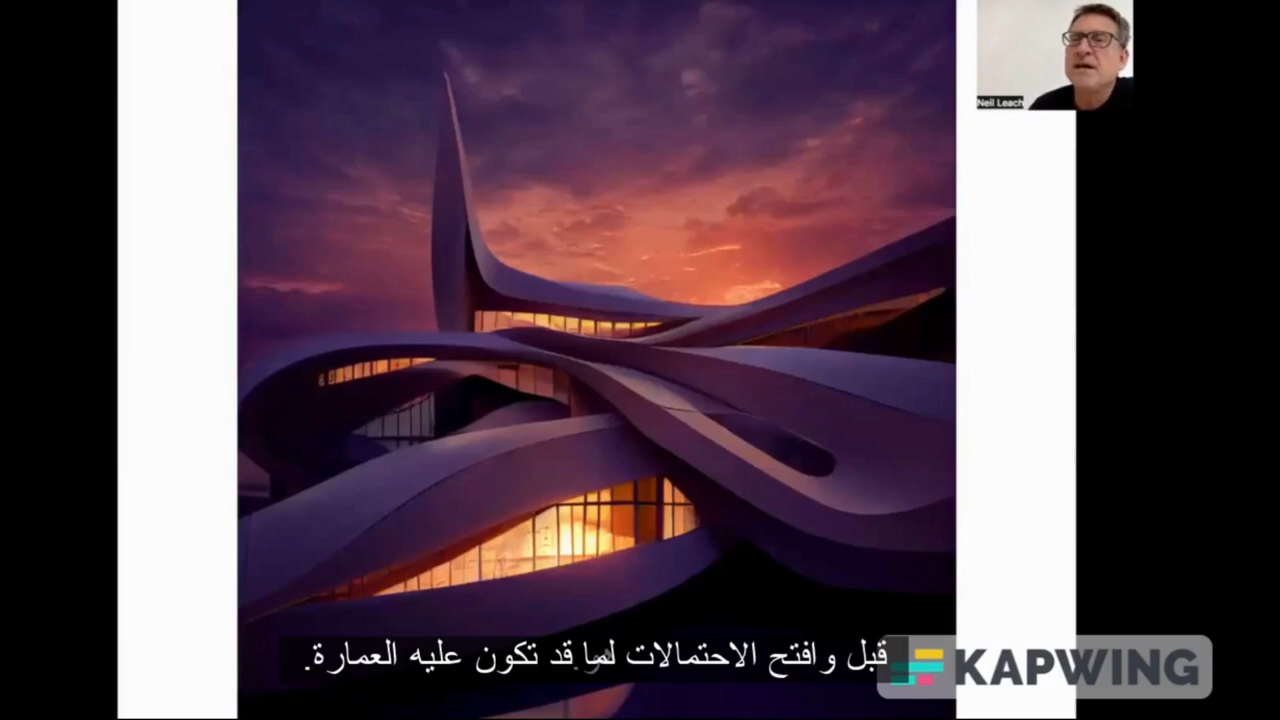 Neil Leach
قبل وافتح الاحتمالات لما قد تكون عليه العمارة.
KAPWING